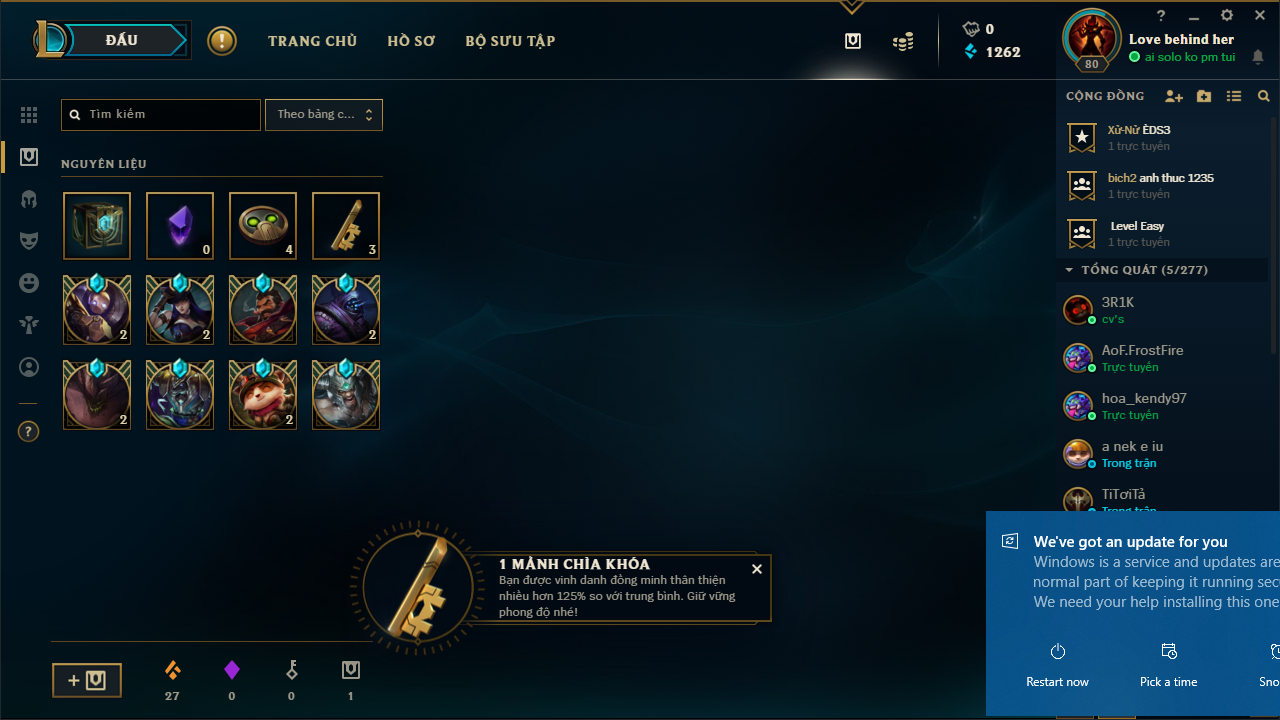 ĐẤU
TRANG CHỦ
HỒ SƠ
BỘ SƯU TẬP
0
1262
80
Love behind her
ai solo ko pm tui
Tìm kiếm
Theo bảng c...
NGUYÊN LIỆU
0
4
3
2
2
2
2
2
1 MẢNH CHÌA KHÓA
Bạn được vinh danh đồng minh thân thiện
nhiều hơn 125% so với trung bình. Giữ vững
phong độ nhé!
27
0
0
1
CỘNG ĐỒNG
Xử-Nữ ÈDS3
1 trực tuyến
bich2 anh thuc 1235
1 trực tuyến
Level Easy
1 trực tuyến
TỔNG QUÁT (5/277)
3R1K
cv's
AoF.FrostFire
Trực tuyến
hoa_kendy97
Trực tuyến
a nek e iu
Trong trận
TiTơiTả
Trong trận
We've got an update for you
Windows is a service and updates are
normal part of keeping it running sec
We need your help installing this one
Restart now
Pick a time
Sno